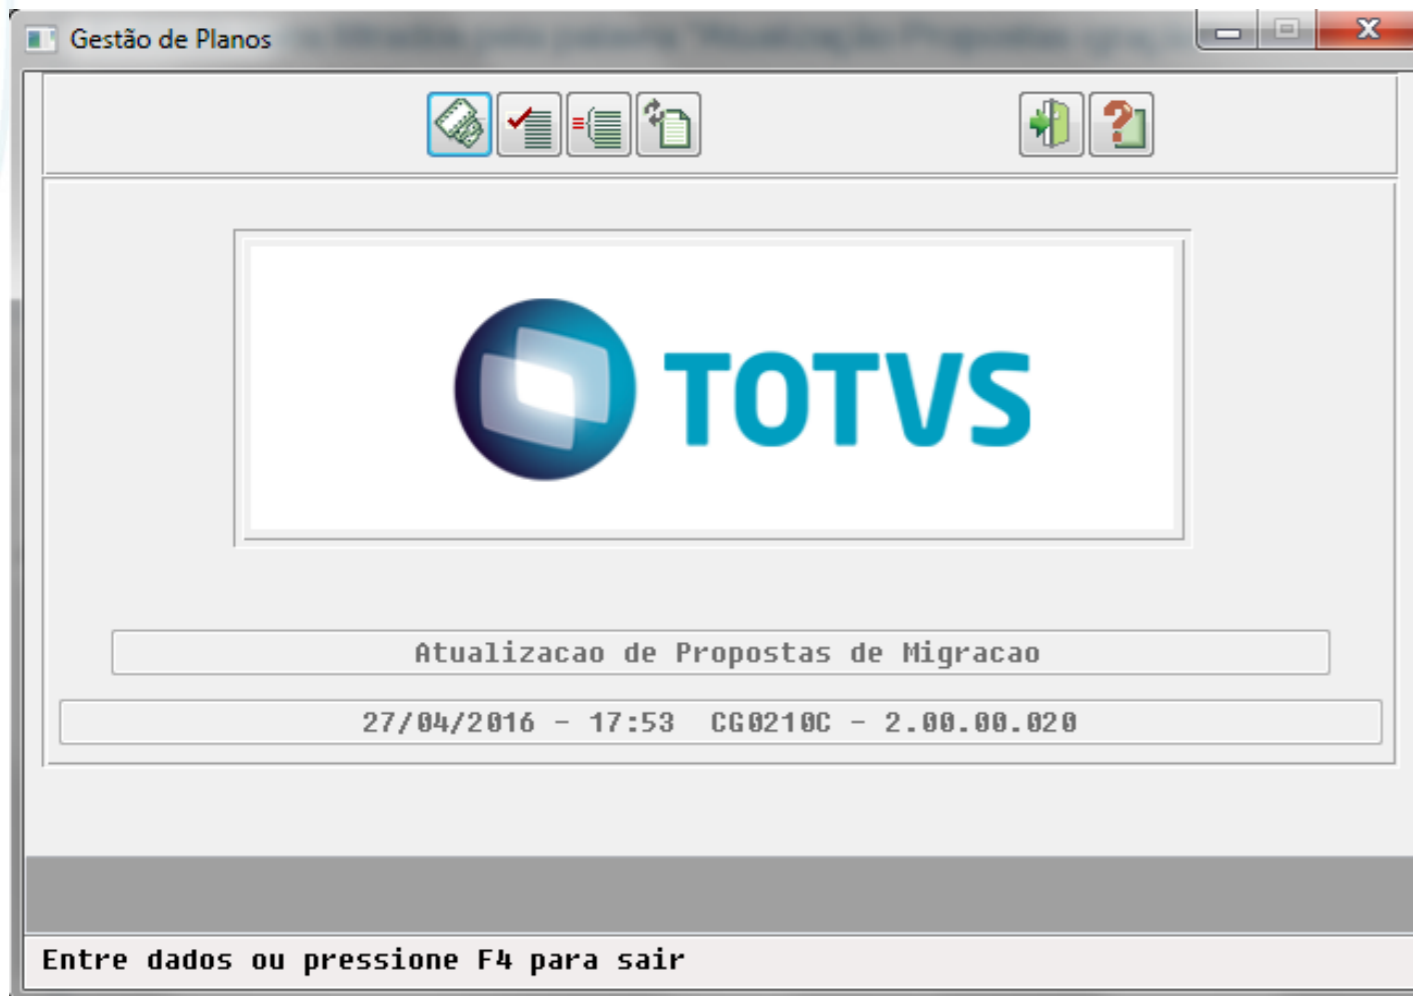 Gestão de Planos
TOTVS
Atualizacao de Propostas de Migracao
27/04/2016 - 17:53 CG0210C - 2.00.00.020
Entre dados ou pressione F4 para sair